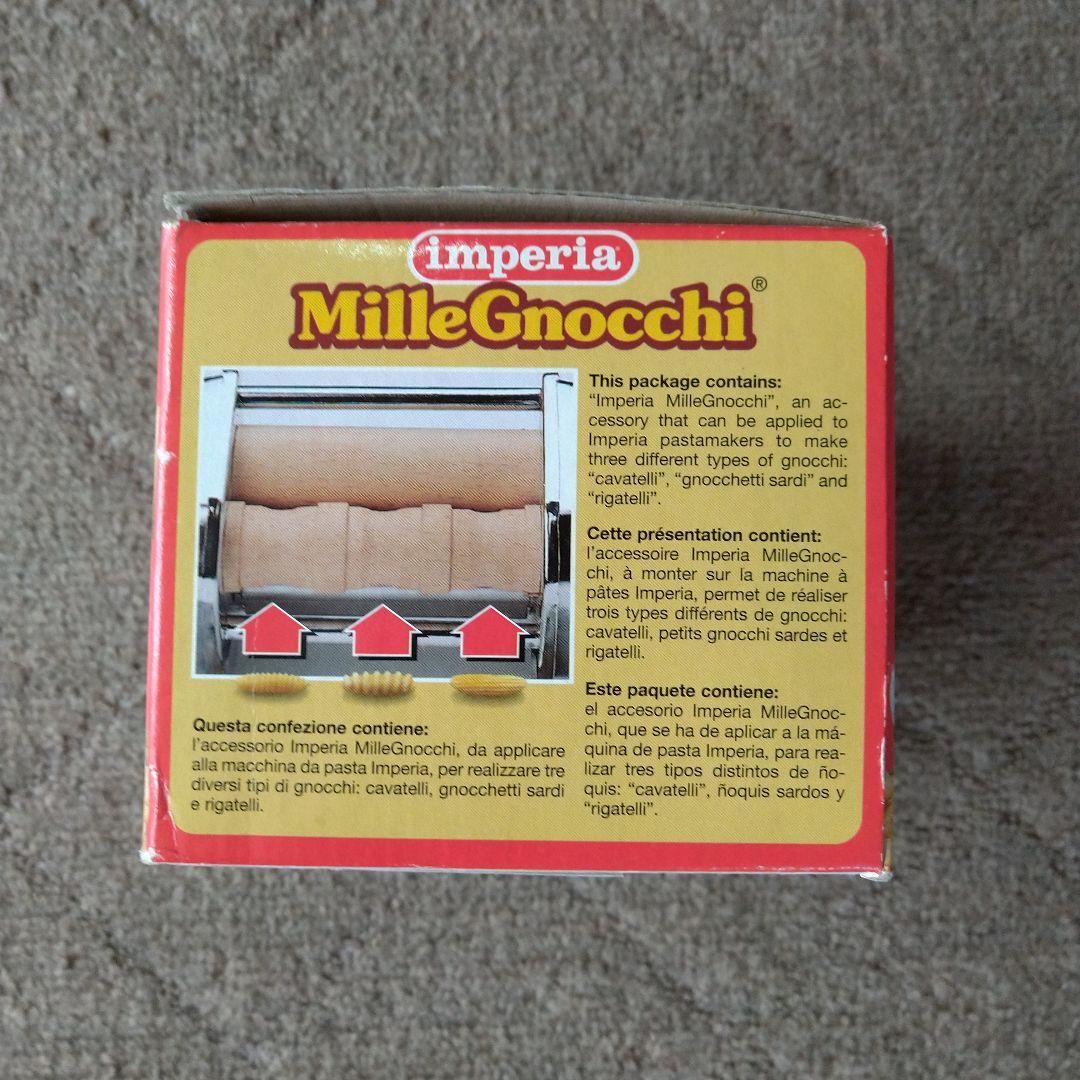 imperia
MilleGnocchi®
This package contains:
“Imperia MilleGnocchi”, an ac-
cessory that can be applied to
Imperia pastamakers to make
three different types of gnocchi:
“cavatelli”, “gnocchetti sardi” and
“rigatelli”.
Cette présentation contient:
l’accessoire Imperia MilleGnoc-
chi, à monter sur la machine à
pâtes Imperia, permet de réaliser
trois types différents de gnocchi:
cavatelli, petits gnocchi sardes et
rigatelli.
Este paquete contiene:
el accesorio Imperia MilleGnoc-
chi, que se ha de aplicar a la má-
quina de pasta Imperia, para rea-
lizar tres tipos distintos de ño-
quis: “cavatelli”, ñoquis sardos y
“rigatelli”.
Questa confezione contiene:
l’accessorio Imperia MilleGnocchi, da applicare
alla macchina da pasta Imperia, per realizzare tre
diversi tipi di gnocchi: cavatelli, gnocchetti sardi
e rigatelli.